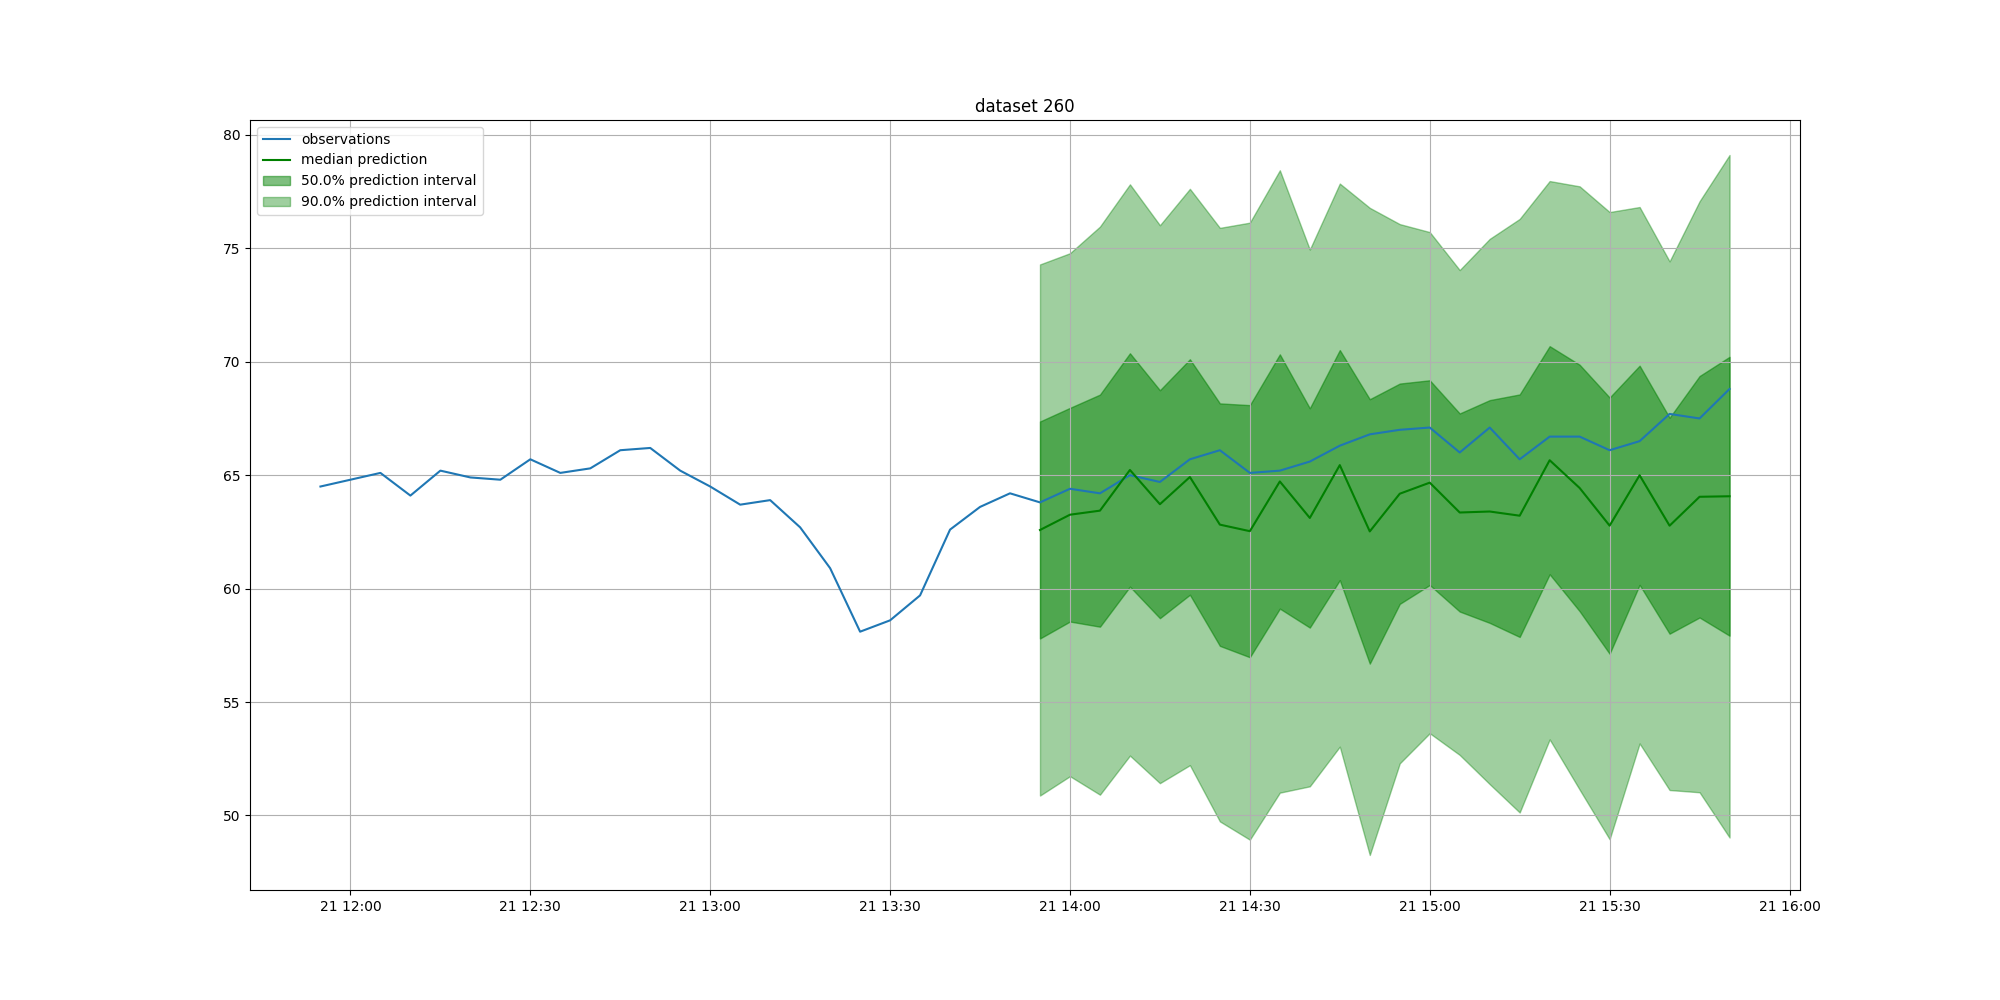 dataset 260
observations
median prediction
50.0% prediction interval
90.0% prediction interval
80
75
70
65
60
55
50
21 12:00 21 12:30 21 13:00 21 13:30 21 14:00 21 14:30 21 15:00 21 15:30 21 16:00